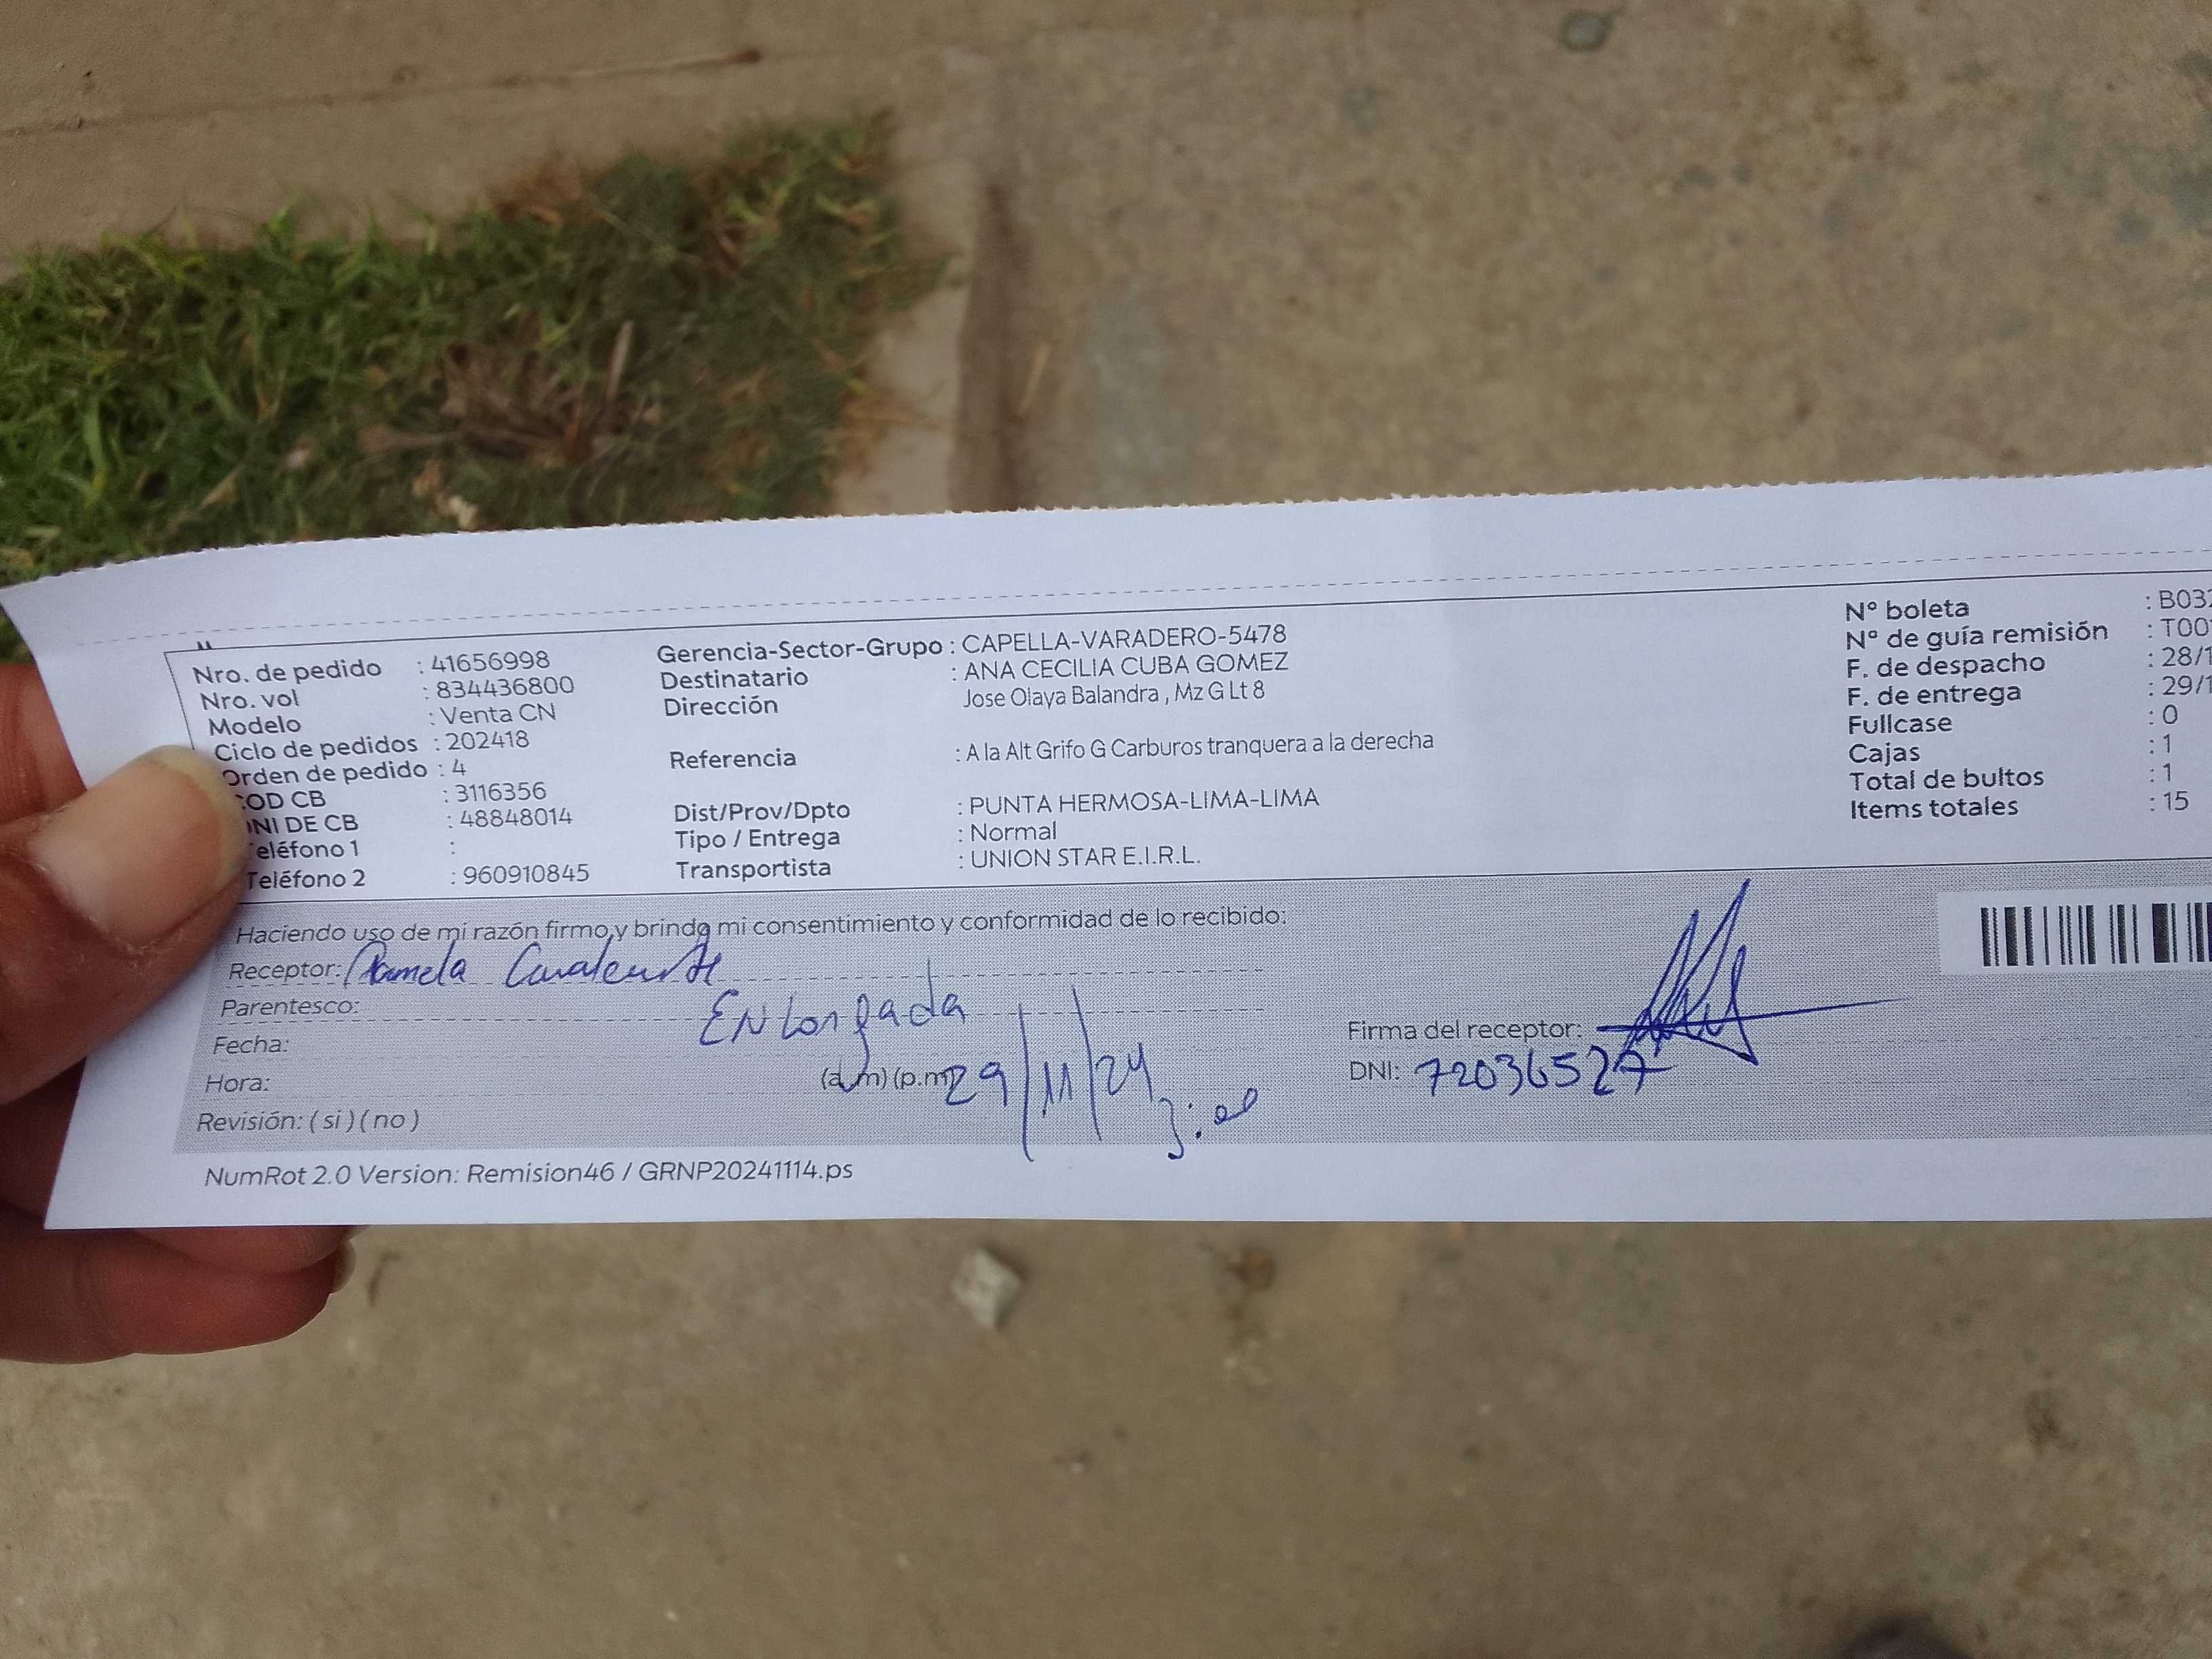 Nro. de pedido : 41656998
Nro. vol : 834436800
Modelo : Venta CN
Ciclo de pedidos : 202418
Orden de pedido : 4
COD CB : 3116356
DNI DE CB : 48848014
Teléfono 1 :
Teléfono 2 : 960910845
Gerencia-Sector-Grupo : CAPELLA-VARADERO-5478
Destinatario : ANA CECILIA CUBA GOMEZ
Dirección Jose Olaya Balandra , Mz G Lt 8
Referencia : A la Alt Grifo G Carburos tranquera a la derecha
Dist/Prov/Dpto : PUNTA HERMOSA-LIMA-LIMA
Tipo / Entrega : Normal
Transportista : UNION STAR E.I.R.L.
N° boleta : B03
N° de guía remisión : T00
F. de despacho : 28/1
F. de entrega : 29/1
Fullcase : 0
Cajas : 1
Total de bultos : 1
Items totales : 15
Haciendo uso de mi razón firmo y brindo mi consentimiento y conformidad de lo recibido:
Receptor: Pamela
Parentesco:
Fecha:
Hora: (a.m) (p.m) 29/11/24
3:00
Revisión: ( si ) ( no )
Firma del receptor:
DNI: 72036527
NumRot 2.0 Version: Remision46 / GRNP20241114.ps